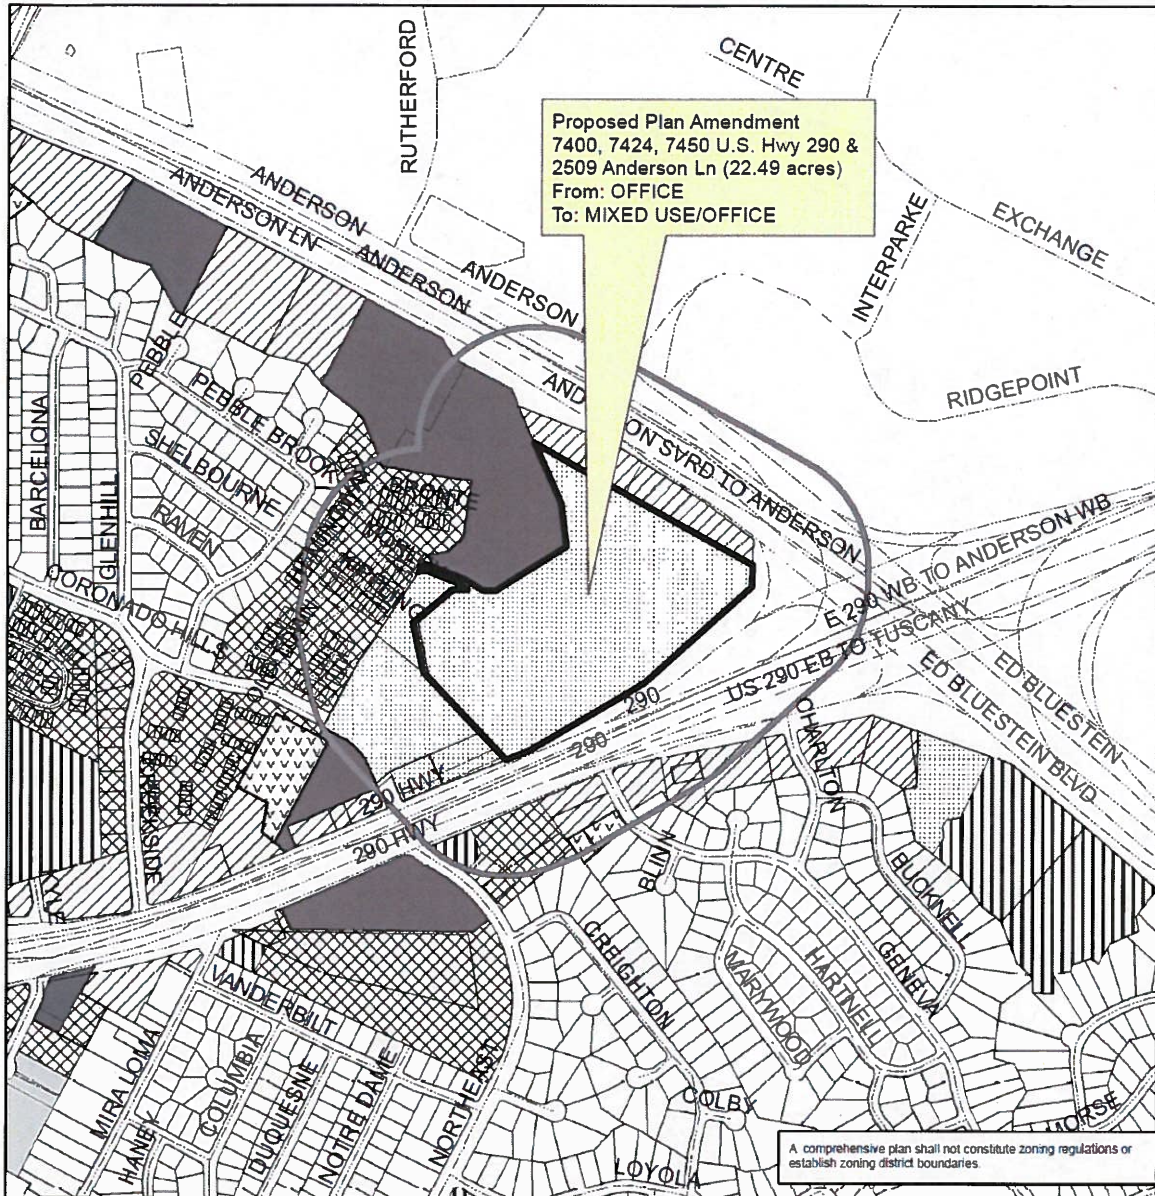 CENTRE
RUTHERFORD
Proposed Plan Amendment
7400, 7424, 7450 U.S. Hwy 290 &
2509 Anderson Ln (22.49 acres)
From: OFFICE
To: MIXED USE/OFFICE
ANDERSON
ANDERSON LN
ANDERSON
ANDERSON
INTERPARKE
EXCHANGE
RIDGEPOINT
PEBBLE
PEBBLE BROOK
BARCELONA
GLENHILL
SHELBOURNE
RAVEN
CORONADO HILLS
ON SVRD TO ANDERSON
E 290 WB TO ANDERSON WB
US 290 EB TO TUSCANY
290
290
290 HWY
290 HWY
ED BLUESTEIN
ED BLUESTEIN BLVD
CHARLTON
BLINN
BUCKNELL
GENEVA
HARTNELL
MARYWOOD
CREIGHTON
VANDERBILT
MIRA LOMA
HANEY
COLUMBIA
DUQUESNE
NOTRE DAME
NORTHEAST
COLBY
LOYOLA
MORSE
A comprehensive plan shall not constitute zoning regulations or
establish zoning district boundaries.